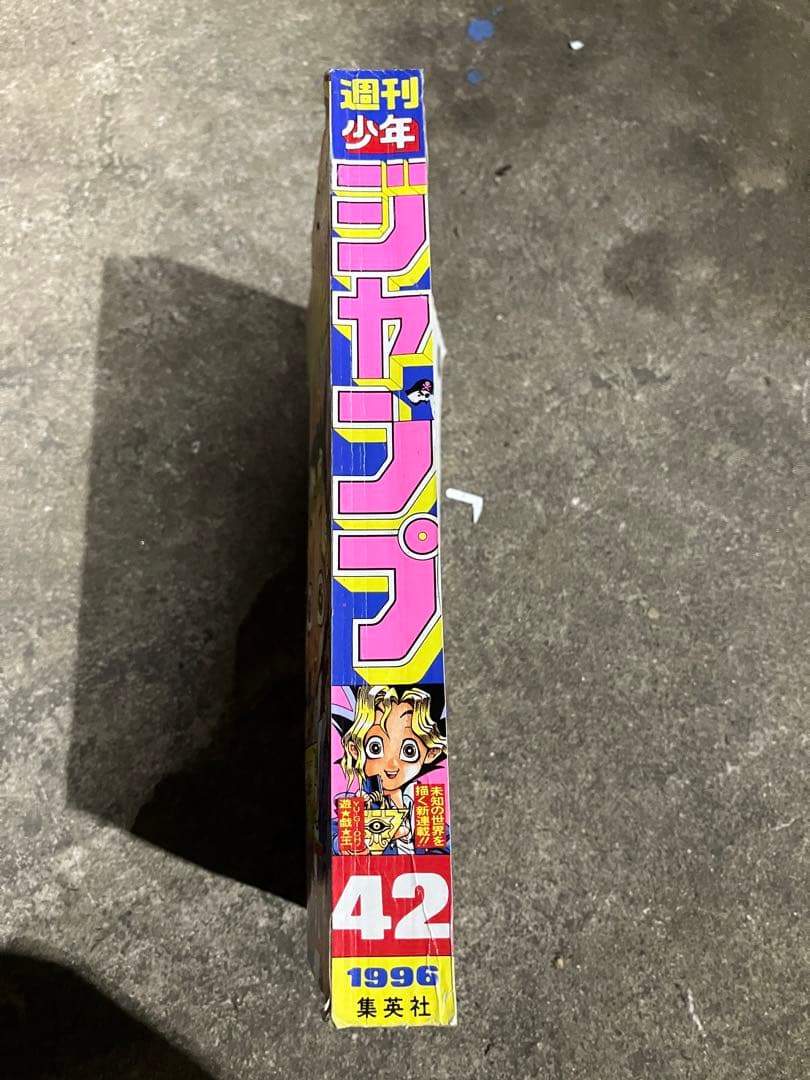 週刊
少年
ジャンプ
未知の世界を
描く新連載!!
YU-GI-OH!
遊★戯★王
42
1996
集英社